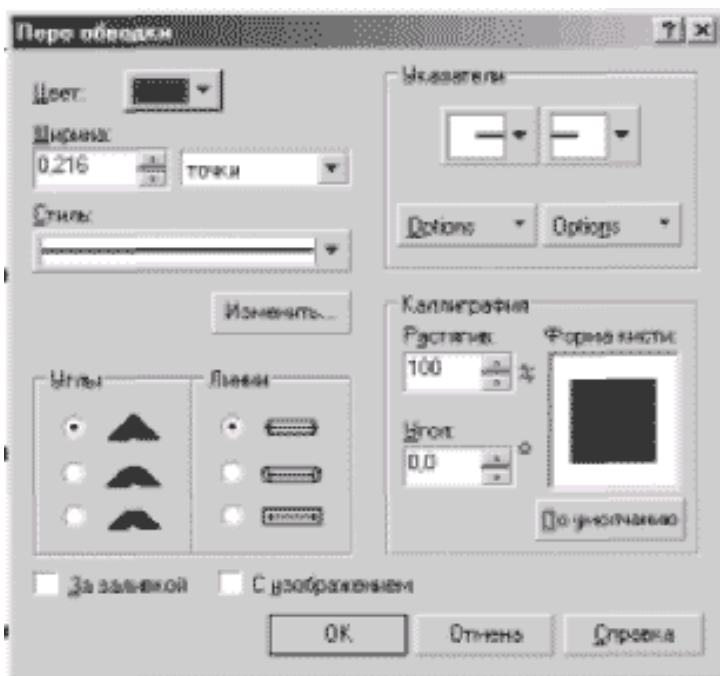 Перо обводки
Цвет:
Ширина:
0,216 точки
Стиль:
Изменить...
Углы
Линии
За заливкой
С изображением
Указатели
Options Options
Каллиграфия
Растягив:
100 %
Угол:
0,0 °
Форма кисти:
По умолчанию
OK Отмена Справка